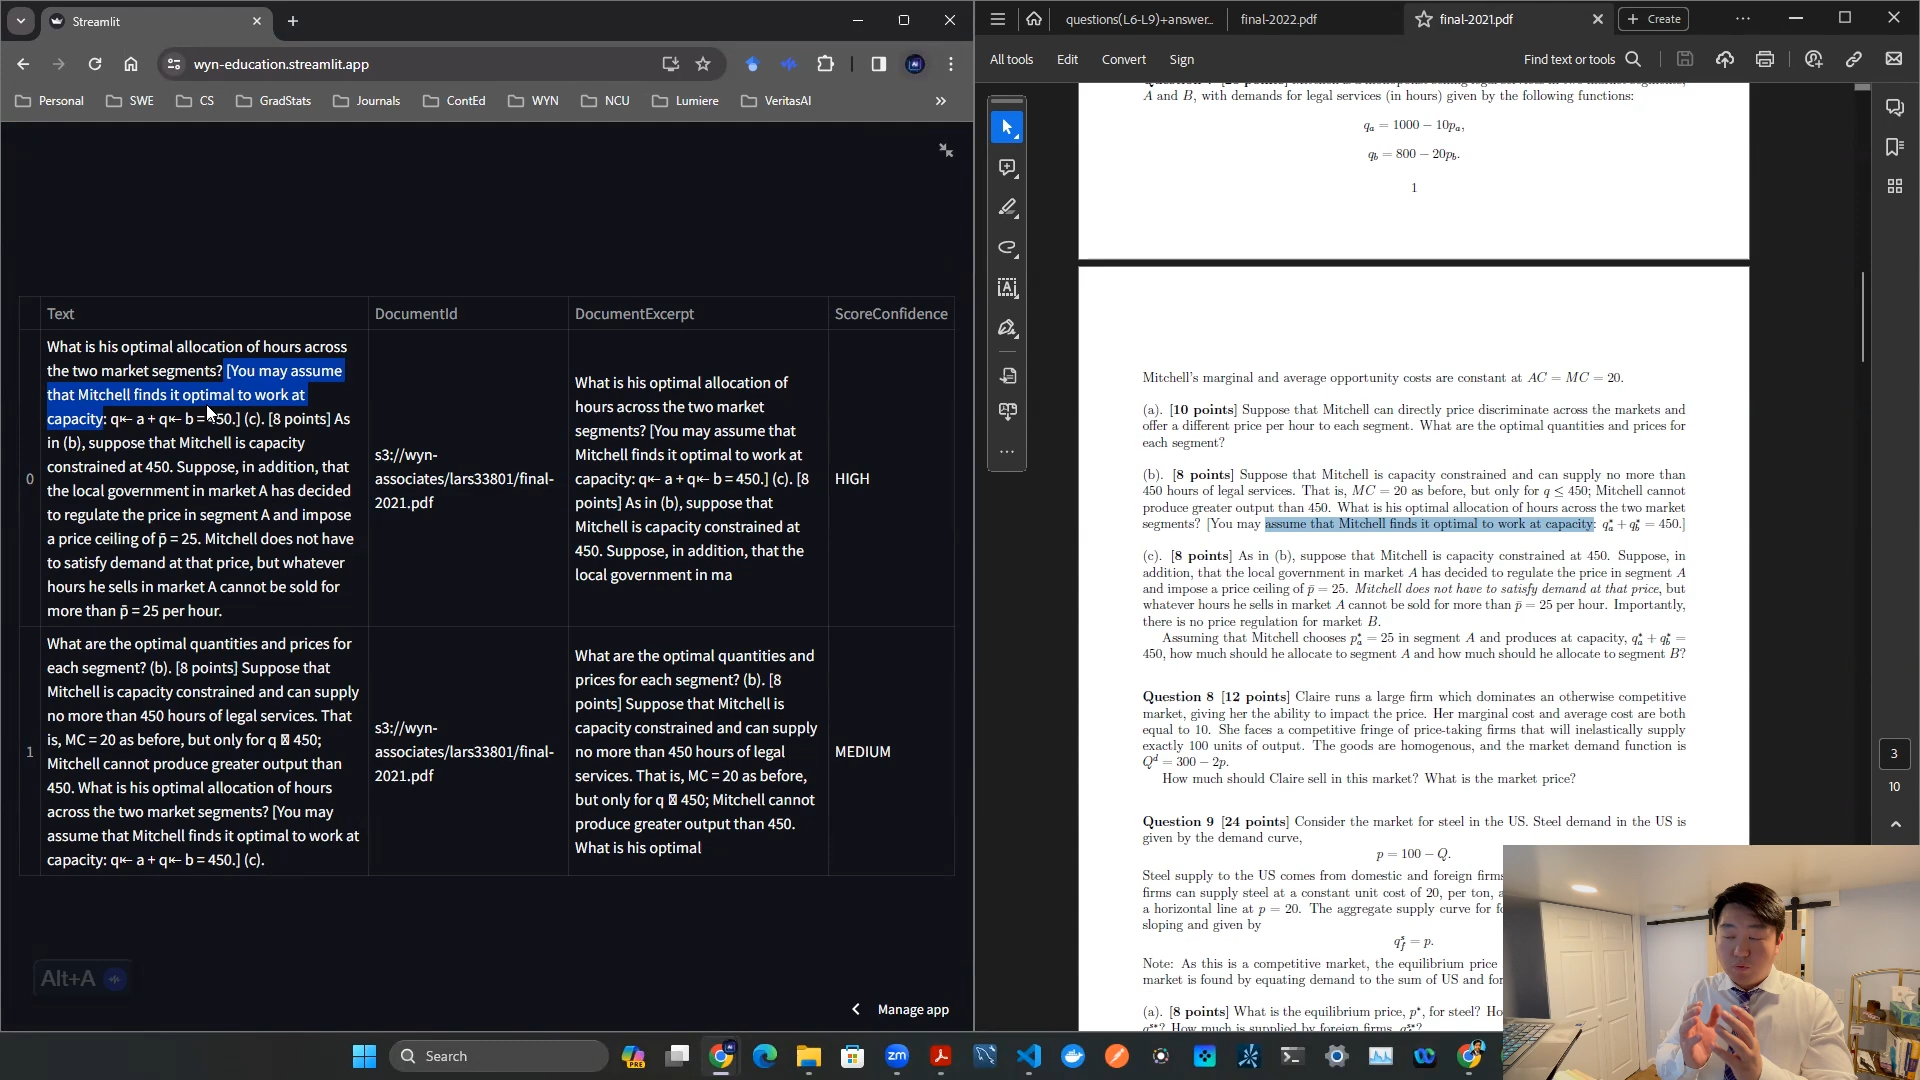 Streamlit
wyn-education.streamlit.app
Personal
SWE
CS
GradStats
Journals
ContEd
WYN
NCU
Lumiere
VeritasAI
Text
DocumentId
DocumentExcerpt
ScoreConfidence
0
What is his optimal allocation of hours across
the two market segments? [You may assume
that Mitchell finds it optimal to work at
capacity: q⇤ a + q⇤ b = 450.] (c). [8 points] As
in (b), suppose that Mitchell is capacity
constrained at 450. Suppose, in addition, that
the local government in market A has decided
to regulate the price in segment A and impose
a price ceiling of p̄ = 25. Mitchell does not have
to satisfy demand at that price, but whatever
hours he sells in market A cannot be sold for
more than p̄ = 25 per hour.
s3://wyn-
associates/lars33801/final-
2021.pdf
What is his optimal allocation of
hours across the two market
segments? [You may assume that
Mitchell finds it optimal to work at
capacity: q⇤ a + q⇤ b = 450.] (c). [8
points] As in (b), suppose that
Mitchell is capacity constrained at
450. Suppose, in addition, that the
local government in ma
HIGH
1
What are the optimal quantities and prices for
each segment? (b). [8 points] Suppose that
Mitchell is capacity constrained and can supply
no more than 450 hours of legal services. That
is, MC = 20 as before, but only for q 450;
Mitchell cannot produce greater output than
450. What is his optimal allocation of hours
across the two market segments? [You may
assume that Mitchell finds it optimal to work at
capacity: q⇤ a + q⇤ b = 450.] (c).
s3://wyn-
associates/lars33801/final-
2021.pdf
What are the optimal quantities and
prices for each segment? (b). [8
points] Suppose that Mitchell is
capacity constrained and can supply
no more than 450 hours of legal
services. That is, MC = 20 as before,
but only for q 450; Mitchell cannot
produce greater output than 450.
What is his optimal
MEDIUM
Alt+A
Manage app
questions(L6-L9)+answer...
final-2022.pdf
final-2021.pdf
Create
All tools
Edit
Convert
Sign
Find text or tools
A and B, with demands for legal services (in hours) given by the following functions:
qa = 1000 − 10pa,
qb = 800 − 20pb.
1
Mitchell's marginal and average opportunity costs are constant at AC = MC = 20.
(a). [10 points] Suppose that Mitchell can directly price discriminate across the markets and
offer a different price per hour to each segment. What are the optimal quantities and prices for
each segment?
(b). [8 points] Suppose that Mitchell is capacity constrained and can supply no more than
450 hours of legal services. That is, MC = 20 as before, but only for q ≤ 450; Mitchell cannot
produce greater output than 450. What is his optimal allocation of hours across the two market
segments? [You may assume that Mitchell finds it optimal to work at capacity: q*a + q*b = 450.]
(c). [8 points] As in (b), suppose that Mitchell is capacity constrained at 450. Suppose, in
addition, that the local government in market A has decided to regulate the price in segment A
and impose a price ceiling of p̄ = 25. Mitchell does not have to satisfy demand at that price, but
whatever hours he sells in market A cannot be sold for more than p̄ = 25 per hour. Importantly,
there is no price regulation for market B.
Assuming that Mitchell chooses p*a = 25 in segment A and produces at capacity, q*a + q*b =
450, how much should he allocate to segment A and how much should he allocate to segment B?
Question 8 [12 points] Claire runs a large firm which dominates an otherwise competitive
market, giving her the ability to impact the price. Her marginal cost and average cost are both
equal to 10. She faces a competitive fringe of price-taking firms that will inelastically supply
exactly 100 units of output. The goods are homogenous, and the market demand function is
Qd = 300 − 2p.
How much should Claire sell in this market? What is the market price?
Question 9 [24 points] Consider the market for steel in the US. Steel demand in the US is
given by the demand curve,
p = 100 − Q.
Steel supply to the US comes from domestic and foreign firms
firms can supply steel at a constant unit cost of 20, per ton, a
a horizontal line at p = 20. The aggregate supply curve for fo
sloping and given by
qsf = p.
Note: As this is a competitive market, the equilibrium price
market is found by equating demand to the sum of US and for
(a). [8 points] What is the equilibrium price, p*, for steel? Ho
How much is supplied by foreign firms,
3
10
Search
PRE
zm